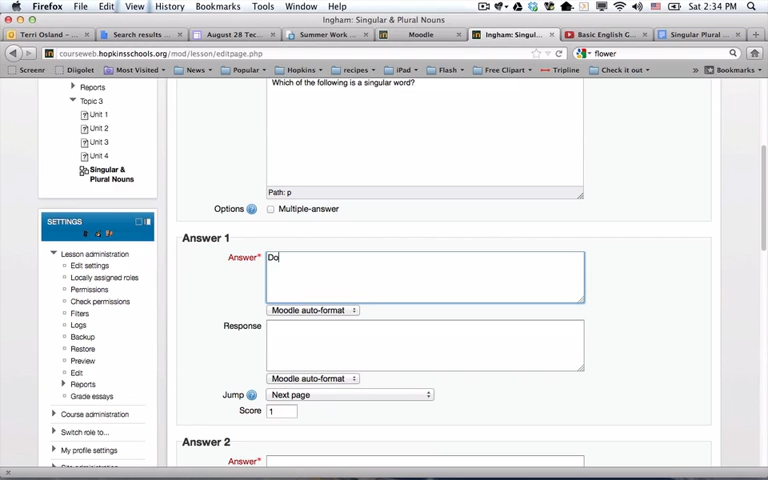 Firefox File Edit View History Bookmarks Tools Window Help Sat 2:34 PM
Ingham: Singular & Plural Nouns
Terri Osland - Search results August 28 Tec Summer Work Moodle Ingham: Singul... Basic English G Singular Plural
courseweb.hopkinsschools.org/mod/lesson/editpage.php flower
Screenr Diigolet Most Visited News Popular Hopkins recipes iPad Flash Free Clipart Tripline Check it out » Bookmarks
Reports
Topic 3
Unit 1
Unit 2
Unit 3
Unit 4
Singular &
Plural Nouns
SETTINGS
Lesson administration
Edit settings
Locally assigned roles
Permissions
Check permissions
Filters
Logs
Backup
Restore
Preview
Edit
Reports
Grade essays
Course administration
Switch role to...
My profile settings
Which of the following is a singular word?
Path: p
Options Multiple-answer
Answer 1
Answer* Do
Moodle auto-format
Response
Moodle auto-format
Jump Next page
Score 1
Answer 2
Answer*